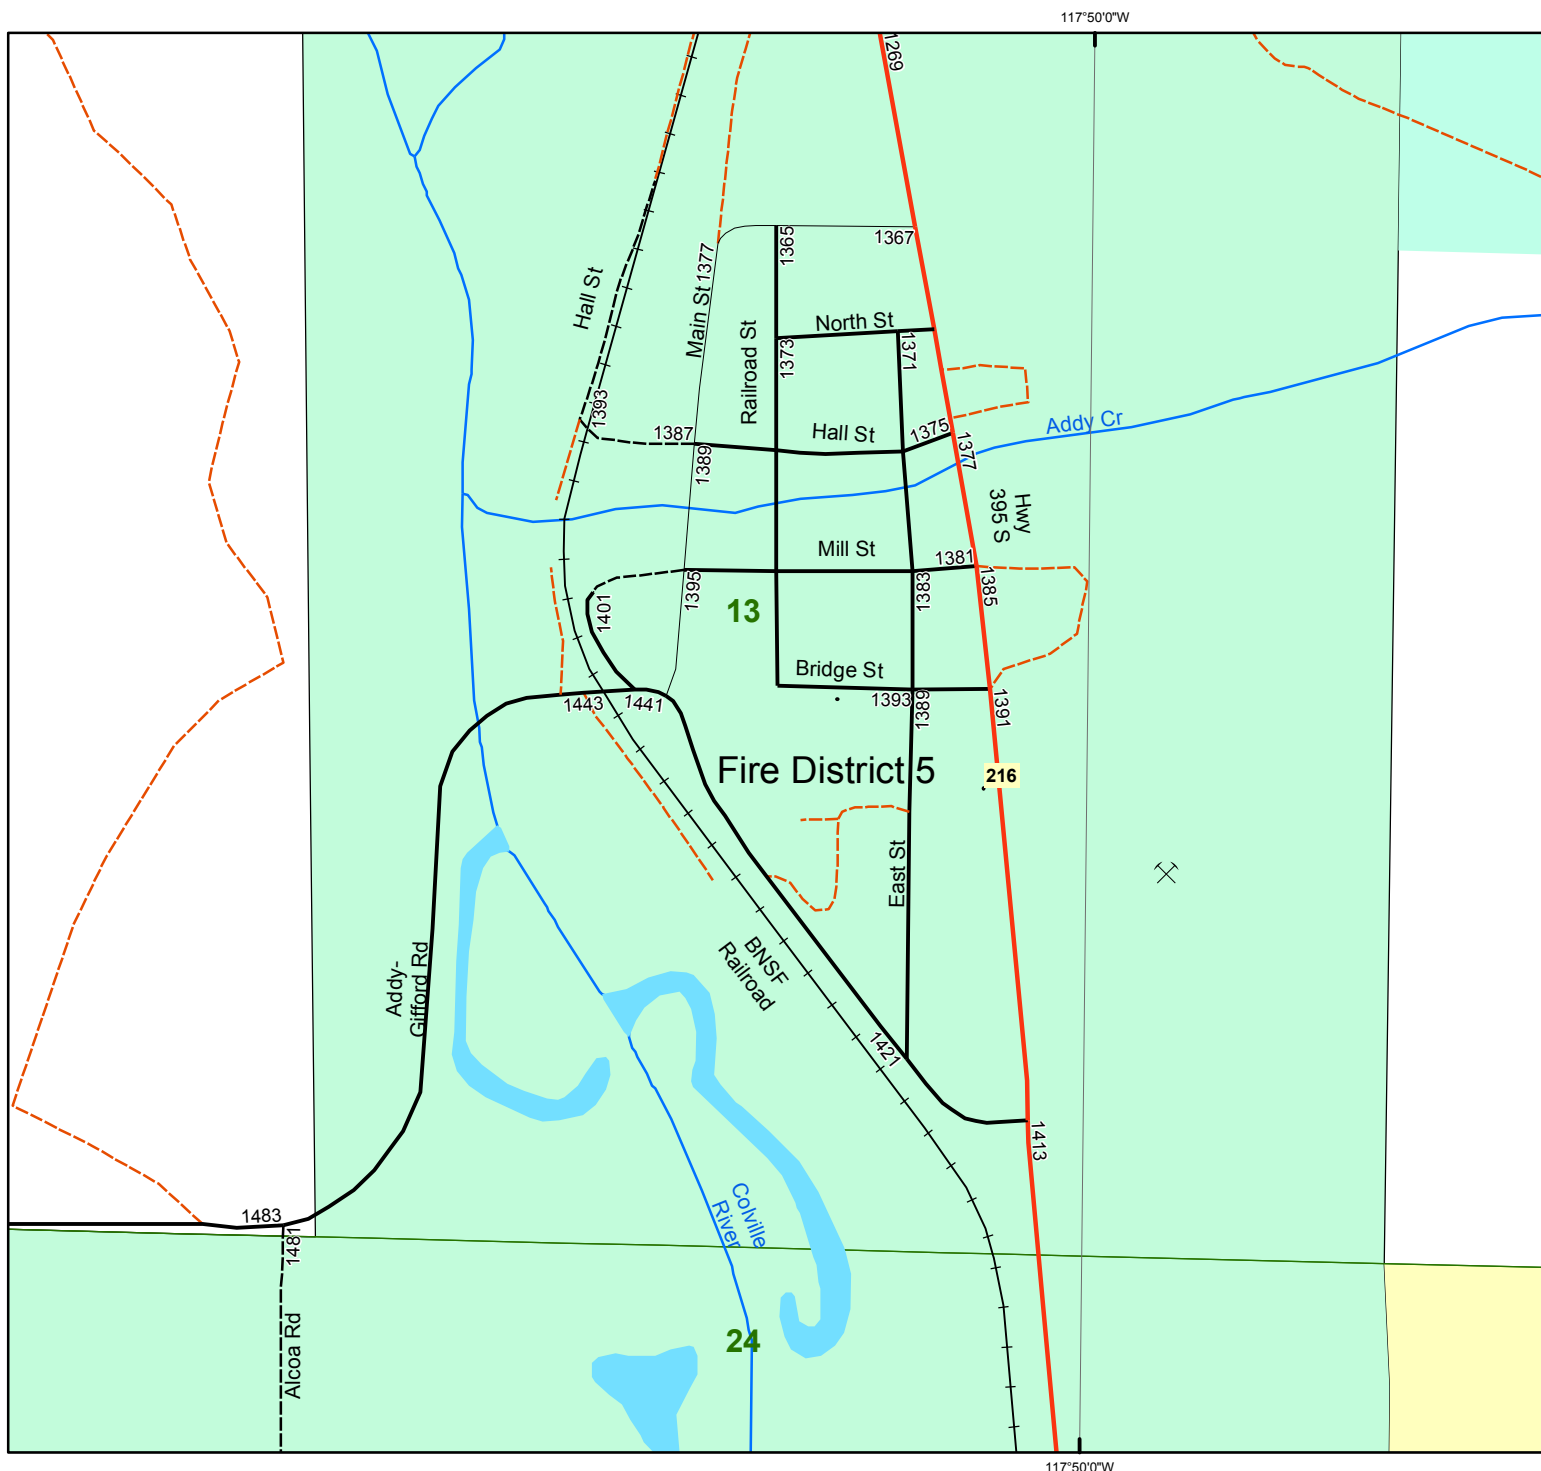 117°50'0"W
1269
1367
1365
1377
Main St
Hall St
Railroad St
North St
1373
1371
1393
1387
1389
Hall St
1375
1377
Addy Cr
Hwy
395 S
Mill St
1381
1383
1385
1395
1401
13
Bridge St
1393
1389
1391
1443
1441
Fire District 5
216
East St
BNSF
Railroad
Addy-
Gifford Rd
1421
1413
Colville
River
1483
1481
Alcoa Rd
24
117°50'0"W